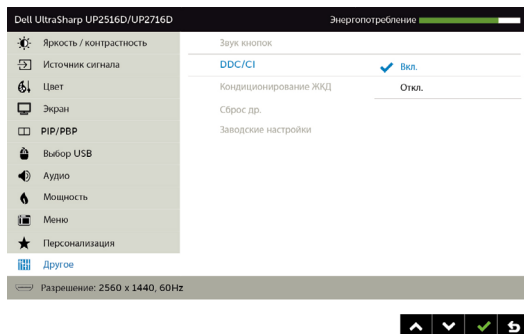 Dell UltraSharp UP2516D/UP2716D
Энергопотребление
Яркость / контрастность
Звук кнопок
Источник сигнала
DDC/CI
Вкл.
Цвет
Кондиционирование ЖКД
Откл.
Экран
Сброс др.
PIP/PBP
Заводские настройки
Выбор USB
Аудио
Мощность
Меню
Персонализация
Другое
Разрешение: 2560 x 1440, 60Hz